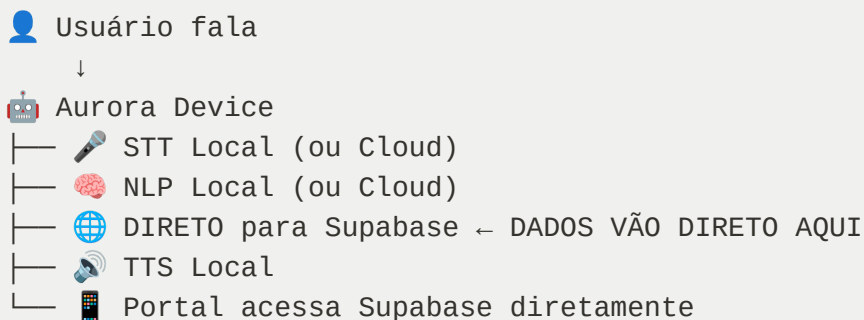 👤 Usuário fala
↓
🤖 Aurora Device
├── 🎤 STT Local (ou Cloud)
├── 🧠 NLP Local (ou Cloud)
├── 🌐 DIRETO para Supabase ← DADOS VÃO DIRETO AQUI
├── 🔊 TTS Local
└── 📱 Portal acessa Supabase diretamente